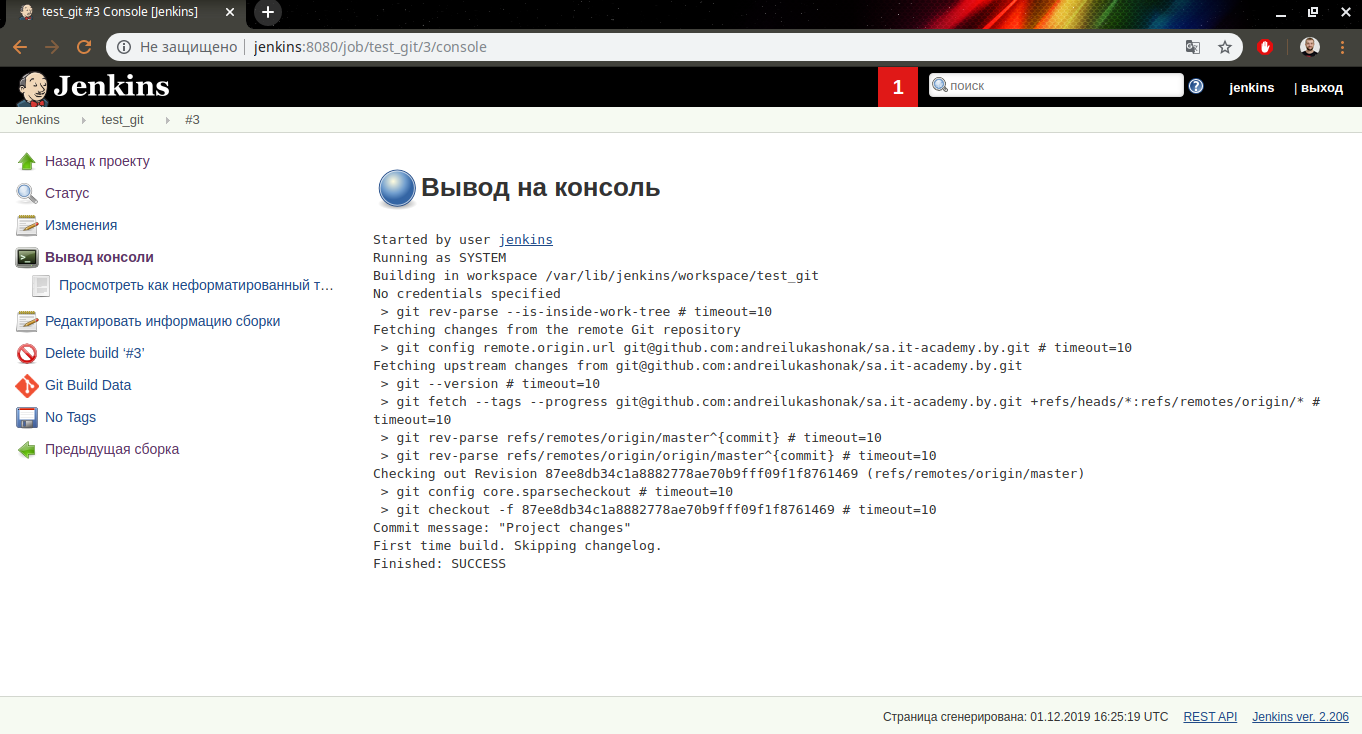 test_git #3 Console [Jenkins]
Не защищено | jenkins:8080/job/test_git/3/console
Jenkins
1
поиск
jenkins
| выход
Jenkins
test_git
#3
Назад к проекту
Статус
Изменения
Вывод консоли
Просмотреть как неформатированный т…
Редактировать информацию сборки
Delete build ‘#3’
Git Build Data
No Tags
Предыдущая сборка
Вывод на консоль
Started by user jenkins
Running as SYSTEM
Building in workspace /var/lib/jenkins/workspace/test_git
No credentials specified
 > git rev-parse --is-inside-work-tree # timeout=10
Fetching changes from the remote Git repository
 > git config remote.origin.url git@github.com:andreilukashonak/sa.it-academy.by.git # timeout=10
Fetching upstream changes from git@github.com:andreilukashonak/sa.it-academy.by.git
 > git --version # timeout=10
 > git fetch --tags --progress git@github.com:andreilukashonak/sa.it-academy.by.git +refs/heads/*:refs/remotes/origin/* #
timeout=10
 > git rev-parse refs/remotes/origin/master^{commit} # timeout=10
 > git rev-parse refs/remotes/origin/origin/master^{commit} # timeout=10
Checking out Revision 87ee8db34c1a8882778ae70b9fff09f1f8761469 (refs/remotes/origin/master)
 > git config core.sparsecheckout # timeout=10
 > git checkout -f 87ee8db34c1a8882778ae70b9fff09f1f8761469 # timeout=10
Commit message: "Project changes"
First time build. Skipping changelog.
Finished: SUCCESS
Страница сгенерирована: 01.12.2019 16:25:19 UTC
REST API
Jenkins ver. 2.206